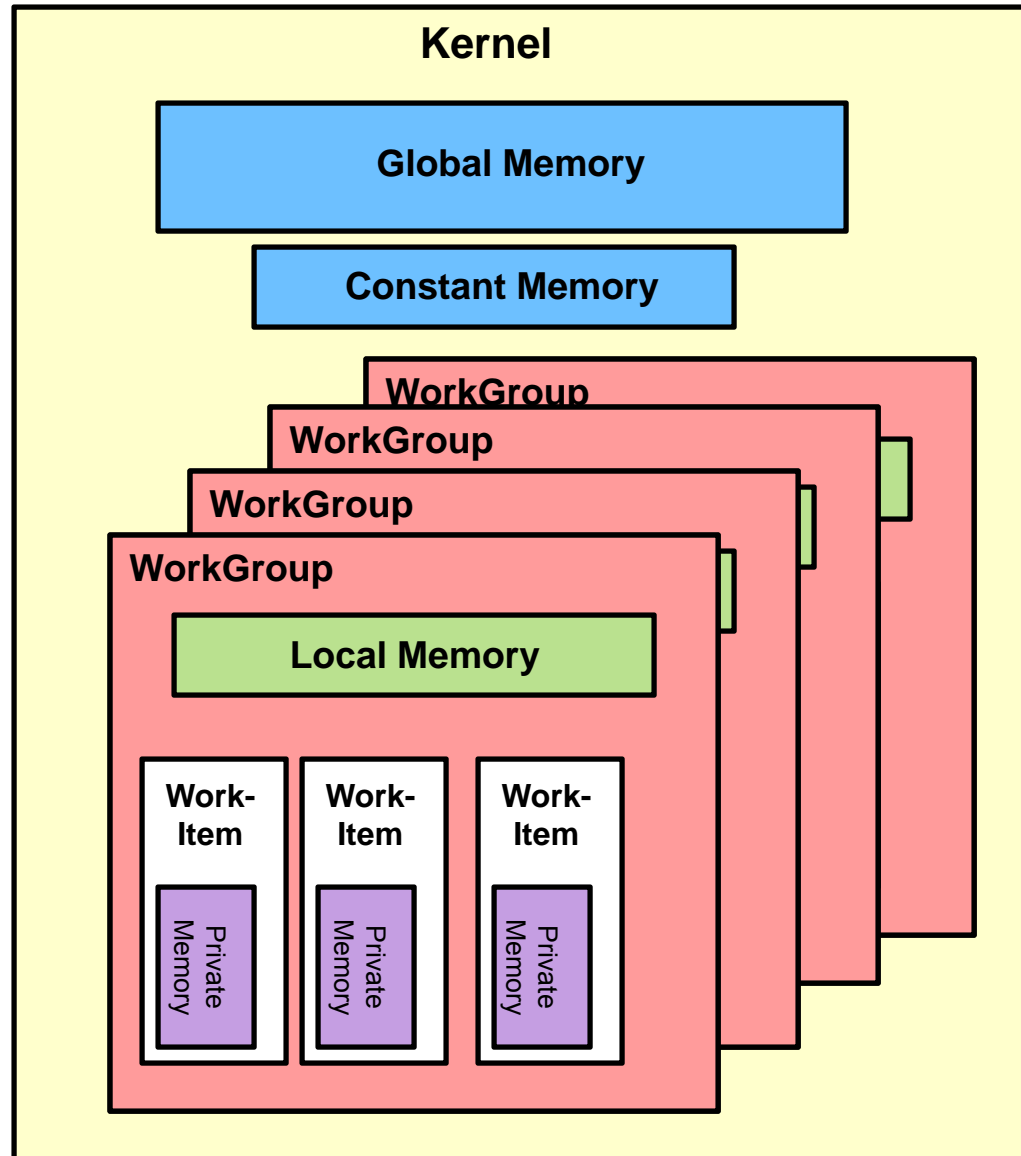 Kernel
Global Memory
Constant Memory
WorkGroup
WorkGroup
WorkGroup
WorkGroup
Local Memory
Work-
Item
Work-
Item
Work-
Item
Private
Memory
Private
Memory
Private
Memory